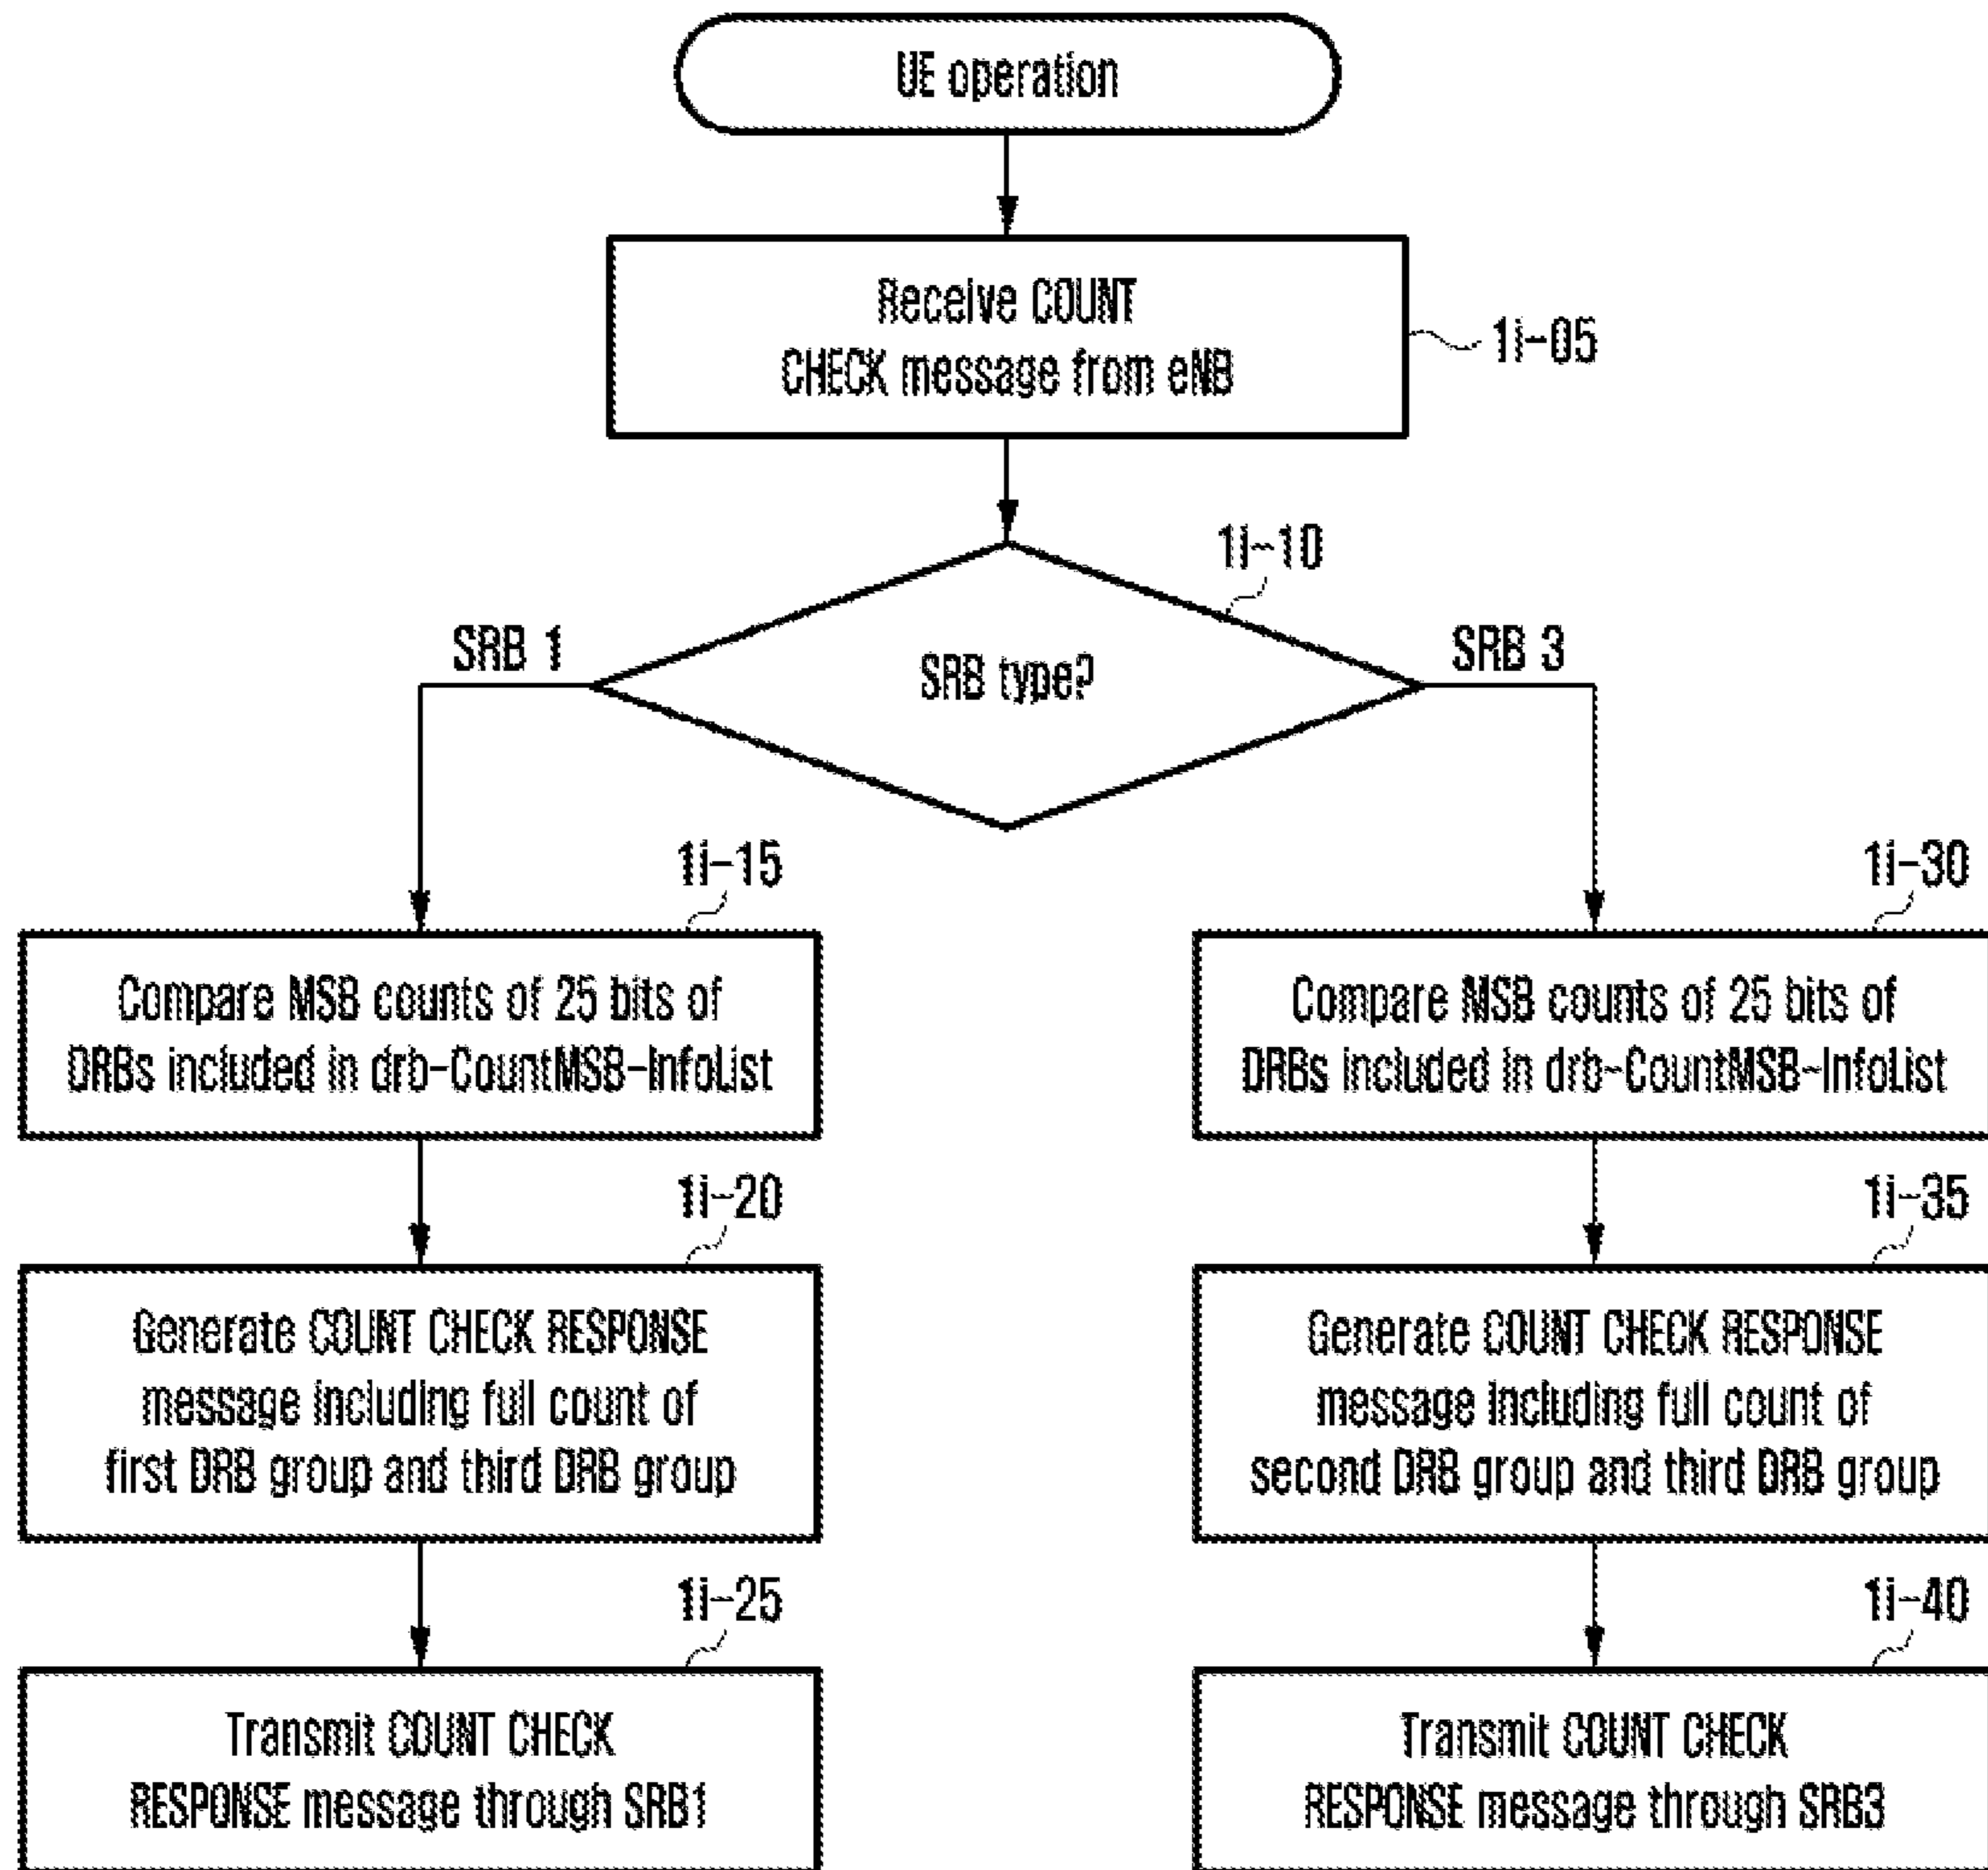 UE operation
Receive COUNT
CHECK message from eNB
1i-05
1i-10
SRB type?
SRB 1
SRB 3
1i-15
Compare MSB counts of 25 bits of
DRBs included in drb-CountMSB-InfoList
1i-20
Generate COUNT CHECK RESPONSE
message including full count of
first DRB group and third DRB group
1i-25
Transmit COUNT CHECK
RESPONSE message through SRB1
1i-30
Compare MSB counts of 25 bits of
DRBs included in drb-CountMSB-InfoList
1i-35
Generate COUNT CHECK RESPONSE
message including full count of
second DRB group and third DRB group
1i-40
Transmit COUNT CHECK
RESPONSE message through SRB3